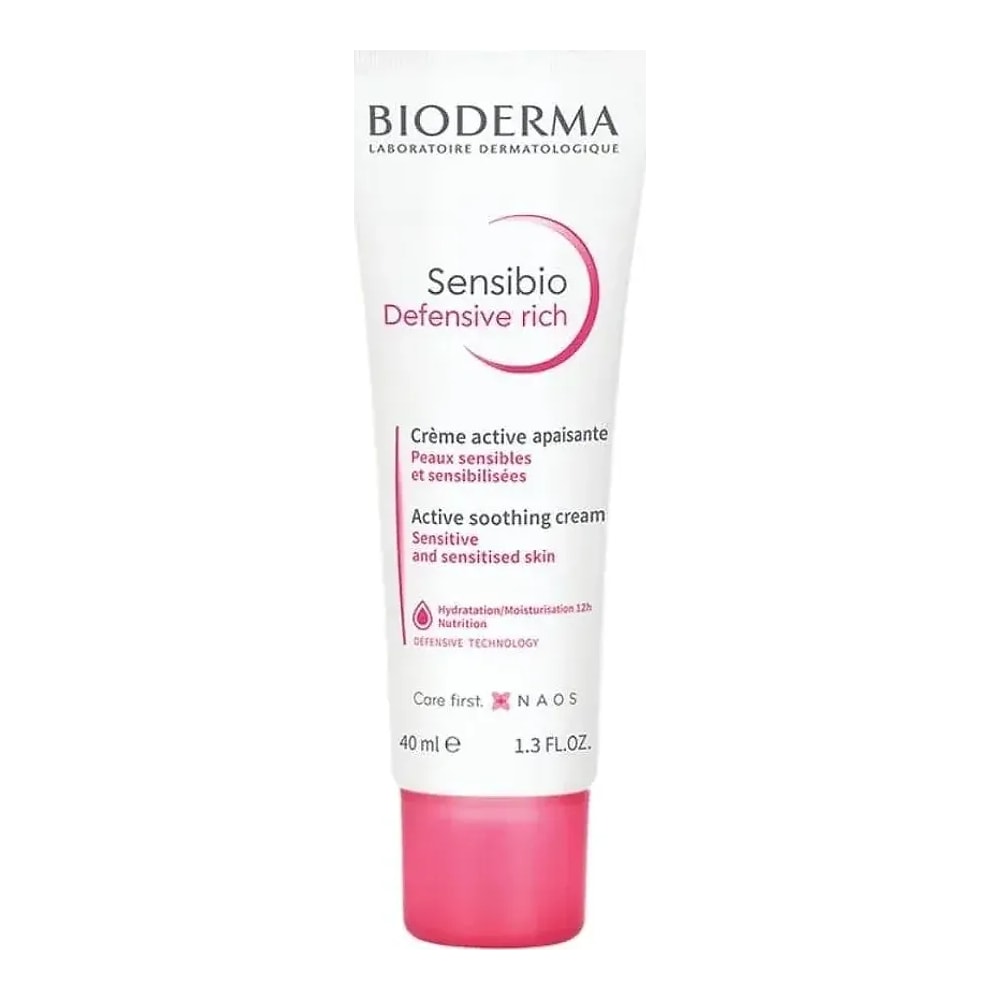 BIODERMA
LABORATOIRE DERMATOLOGIQUE
Sensibio
Defensive rich
Crème active apaisante
Peaux sensibles
et sensibilisées
Active soothing cream
Sensitive
and sensitised skin
Hydratation/Moisturisation 12h
Nutrition
DEFENSIVE TECHNOLOGY
Care first. NAOS
40 ml ℮ 1.3 FL.OZ.